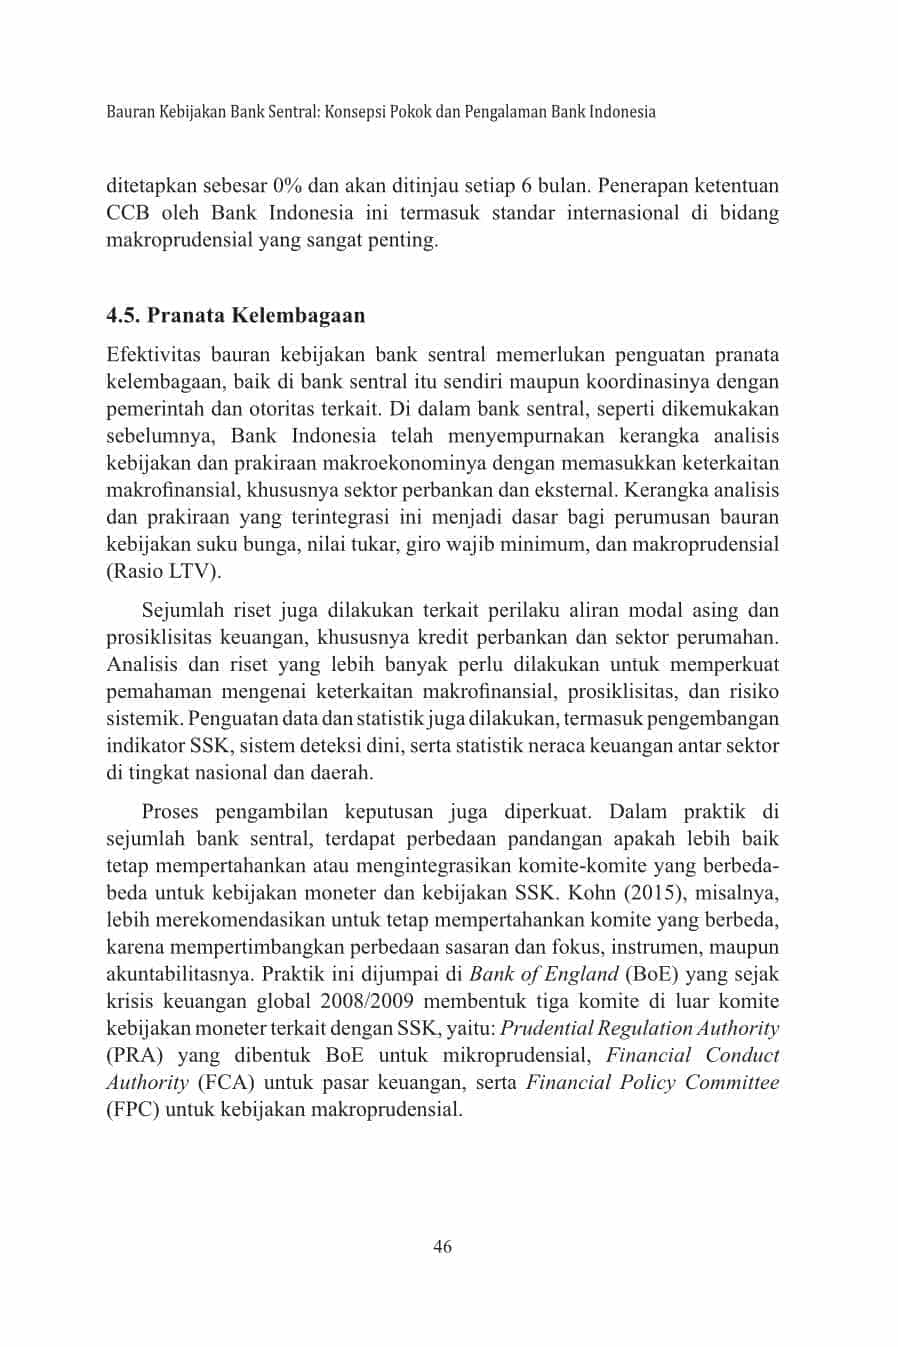 Bauran Kebijakan Bank Sentral: Konsepsi Pokok dan Pengalaman Bank Indonesia
ditetapkan sebesar 0% dan akan ditinjau setiap 6 bulan. Penerapan ketentuan
CCB oleh Bank Indonesia ini termasuk standar internasional di bidang
makroprudensial yang sangat penting.
4.5. Pranata Kelembagaan
Efektivitas bauran kebijakan bank sentral memerlukan penguatan pranata
kelembagaan, baik di bank sentral itu sendiri maupun koordinasinya dengan
pemerintah dan otoritas terkait. Di dalam bank sentral, seperti dikemukakan
sebelumnya, Bank Indonesia telah menyempurnakan kerangka analisis
kebijakan dan prakiraan makroekonominya dengan memasukkan keterkaitan
makrofinansial, khususnya sektor perbankan dan eksternal. Kerangka analisis
dan prakiraan yang terintegrasi ini menjadi dasar bagi perumusan bauran
kebijakan suku bunga, nilai tukar, giro wajib minimum, dan makroprudensial
(Rasio LTV).
Sejumlah riset juga dilakukan terkait perilaku aliran modal asing dan
prosiklisitas keuangan, khususnya kredit perbankan dan sektor perumahan.
Analisis dan riset yang lebih banyak perlu dilakukan untuk memperkuat
pemahaman mengenai keterkaitan makrofinansial, prosiklisitas, dan risiko
sistemik. Penguatan data dan statistik juga dilakukan, termasuk pengembangan
indikator SSK, sistem deteksi dini, serta statistik neraca keuangan antar sektor
di tingkat nasional dan daerah.
Proses pengambilan keputusan juga diperkuat. Dalam praktik di
sejumlah bank sentral, terdapat perbedaan pandangan apakah lebih baik
tetap mempertahankan atau mengintegrasikan komite-komite yang berbeda-
beda untuk kebijakan moneter dan kebijakan SSK. Kohn (2015), misalnya,
lebih merekomendasikan untuk tetap mempertahankan komite yang berbeda,
karena mempertimbangkan perbedaan sasaran dan fokus, instrumen, maupun
akuntabilitasnya. Praktik ini dijumpai di Bank of England (BoE) yang sejak
krisis keuangan global 2008/2009 membentuk tiga komite di luar komite
kebijakan moneter terkait dengan SSK, yaitu: Prudential Regulation Authority
(PRA) yang dibentuk BoE untuk mikroprudensial, Financial Conduct
Authority (FCA) untuk pasar keuangan, serta Financial Policy Committee
(FPC) untuk kebijakan makroprudensial.
46